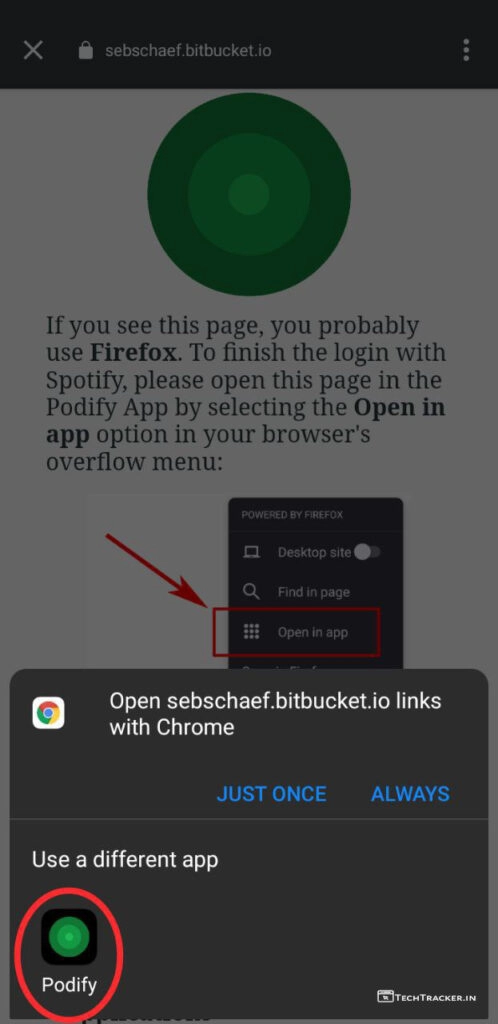 sebschaef.bitbucket.io
If you see this page, you probably
use Firefox. To finish the login with
Spotify, please open this page in the
Podify App by selecting the Open in
app option in your browser's
overflow menu:
POWERED BY FIREFOX
Desktop site
Find in page
Open in app
Open sebschaef.bitbucket.io links
with Chrome
JUST ONCE
ALWAYS
Use a different app
Podify
TECHTRACKER.IN